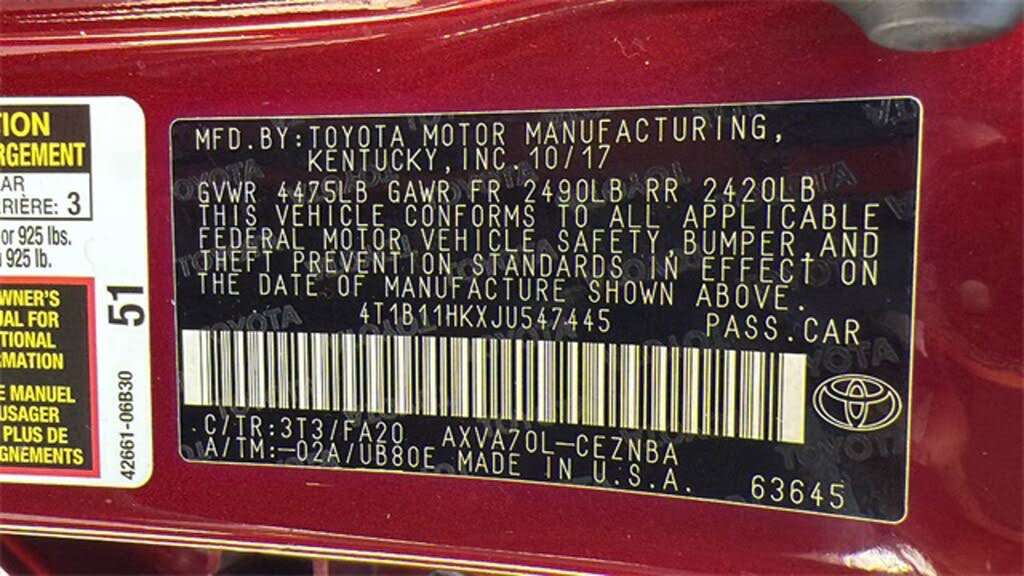 TION
RGEMENT
AR
RIÈRE: 3
or 925 lbs.
925 lb.
WNER'S
UAL FOR
TIONAL
RMATION
E MANUEL
USAGER
PLUS DE
IGNEMENTS
51
42661-06B30
MFD.BY:TOYOTA MOTOR MANUFACTURING,
KENTUCKY,INC.10/17
GVWR 4475LB GAWR FR 2490LB RR 2420LB
THIS VEHICLE CONFORMS TO ALL APPLICABLE
FEDERAL MOTOR VEHICLE SAFETY,BUMPER,AND
THEFT PREVENTION STANDARDS IN EFFECT ON
THE DATE OF MANUFACTURE SHOWN ABOVE.
4T1B11HKXJU547445 PASS.CAR
C/TR:3T3/FA20 AXVA70L-CEZNBA
A/TM:-02A/UB80E MADE IN U.S.A. 63645